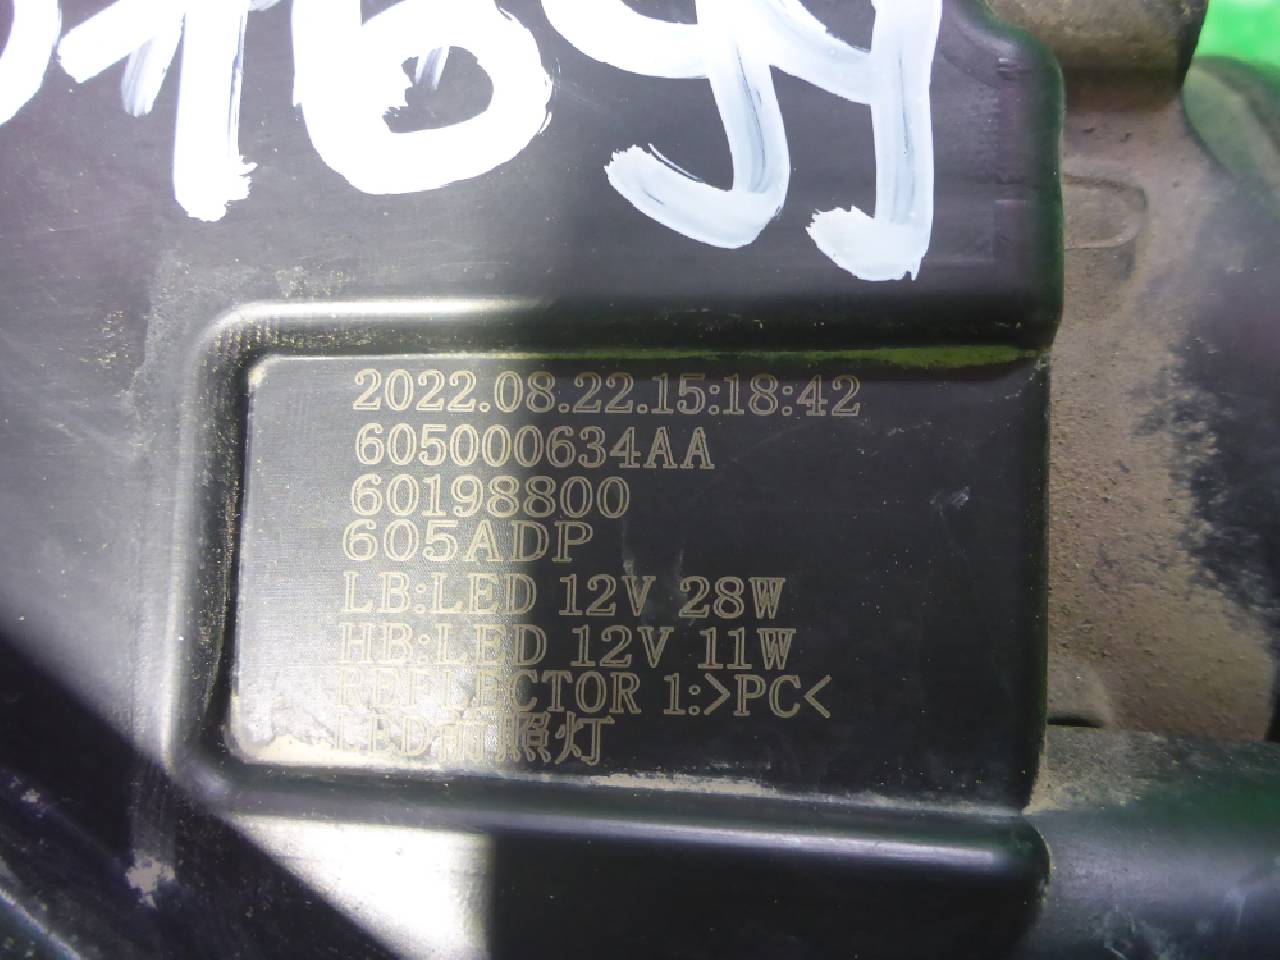 2022.08.22.15:18:42
605000634AA
60198800
605ADP
LB:LED 12V 28W
HB:LED 12V 11W
REFLECTOR 1:>PC<
LED前照灯